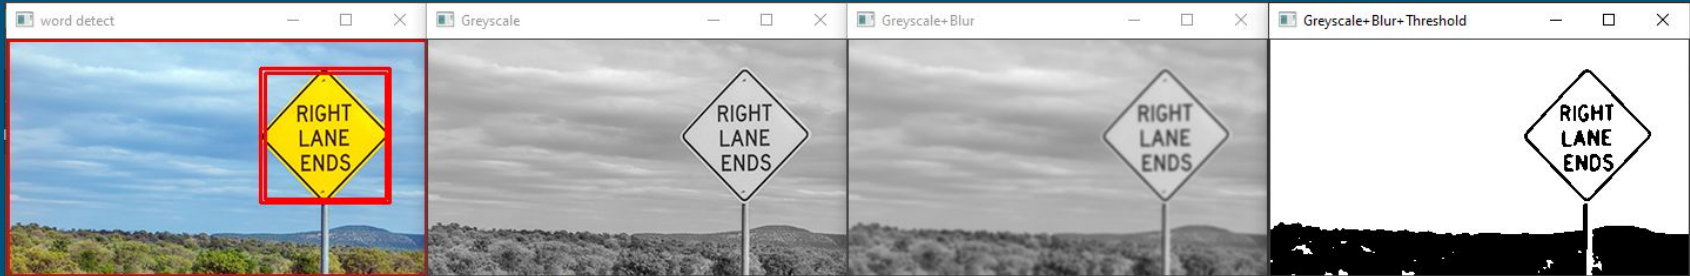 word detect
Greyscale
Greyscale+Blur
Greyscale+Blur+Threshold
RIGHT
LANE
ENDS
RIGHT
LANE
ENDS
RIGHT
LANE
ENDS
RIGHT
LANE
ENDS